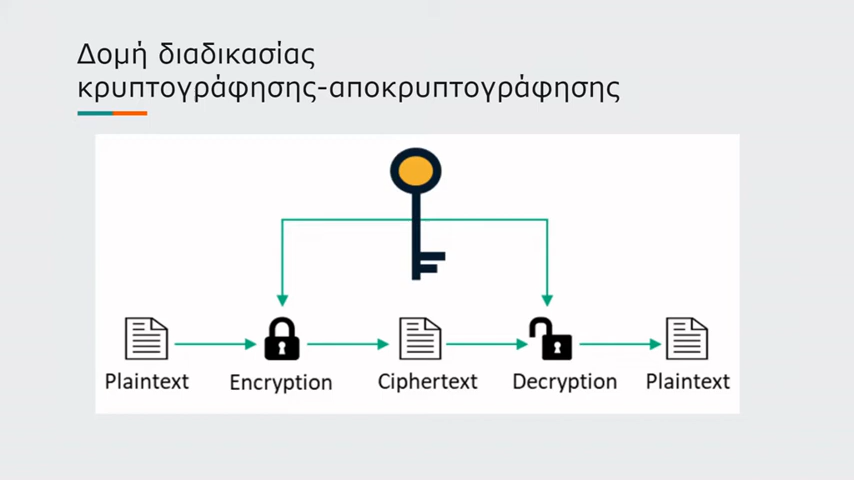 Δομή διαδικασίας
κρυπτογράφησης-αποκρυπτογράφησης
Plaintext
Encryption
Ciphertext
Decryption
Plaintext